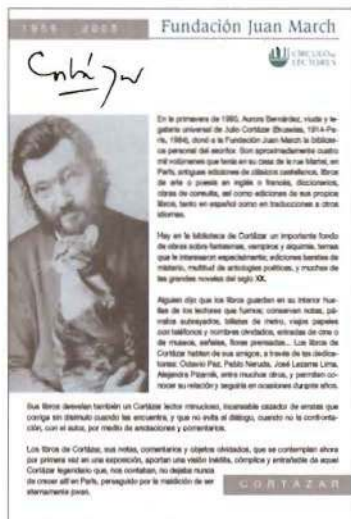 1955 2005
Fundación Juan March
CÍRCULO de
LECTORES
Cortázar
En la primavera de 1993, Aurora Bernárdez, viuda y le-
gataria universal de Julio Cortázar (Bruselas, 1914-Pa-
rís, 1984), donó a la Fundación Juan March la bibliote-
ca personal del escritor. Son aproximadamente cuatro
mil volúmenes que tenía en su casa de la rue Martel, en
París, antiguas ediciones de clásicos castellanos, libros
de arte o poesía en inglés o francés, diccionarios,
obras de consulta, así como ediciones de sus propios
libros, tanto en español como en traducciones a otros
idiomas.
Hay en la biblioteca de Cortázar un importante fondo
de obras sobre fantasmas, vampiros y alquimia, temas
que le interesaron especialmente; ediciones baratas de
misterio, multitud de antologías poéticas, y muchas de
las grandes novelas del siglo XX.
Alguien dijo que los libros guardan en su interior hue-
llas de los lectores que fuimos; conservan notas, pá-
rrafos subrayados, billetes de metro, viejos papeles
con teléfonos y nombres olvidados, entradas de cine o
de museos, señales, flores prensadas... Los libros de
Cortázar hablan de sus amigos, a través de las dedica-
torias: Octavio Paz, Pablo Neruda, José Lezama Lima,
Alejandra Pizarnik, entre muchos otros, y permiten co-
nocer su relación y seguirla en ocasiones durante años.
Sus libros desvelan también un Cortázar lector minucioso, incansable cazador de erratas que
corrige sin disimulo cuando las encuentra, y que no evita el diálogo, cuando no la confronta-
ción, con el autor, por medio de anotaciones y comentarios.
Los libros de Cortázar, sus notas, comentarios y objetos olvidados, que se contemplan ahora
por primera vez en una exposición, aportan una visión inédita, cómplice y entrañable de aquel
Cortázar legendario que, nos contaban, no dejaba nunca
de crecer allí en París, perseguido por la maldición de ser
eternamente joven.
CORTÁZAR